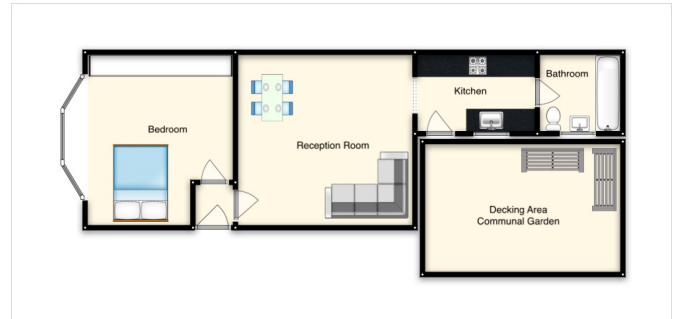 Bathroom
Kitchen
Bedroom
Reception Room
Decking Area
Communal Garden